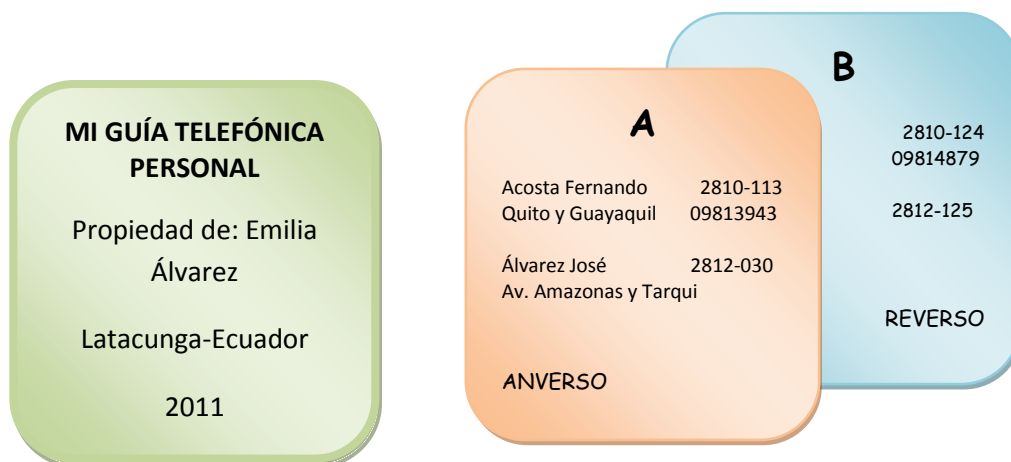 MI GUÍA TELEFÓNICA
PERSONAL
Propiedad de: Emilia
Álvarez
Latacunga-Ecuador
2011
A
Acosta Fernando 2810-113
Quito y Guayaquil 09813943
Álvarez José 2812-030
Av. Amazonas y Tarqui
ANVERSO
B
2810-124
09814879
2812-125
REVERSO